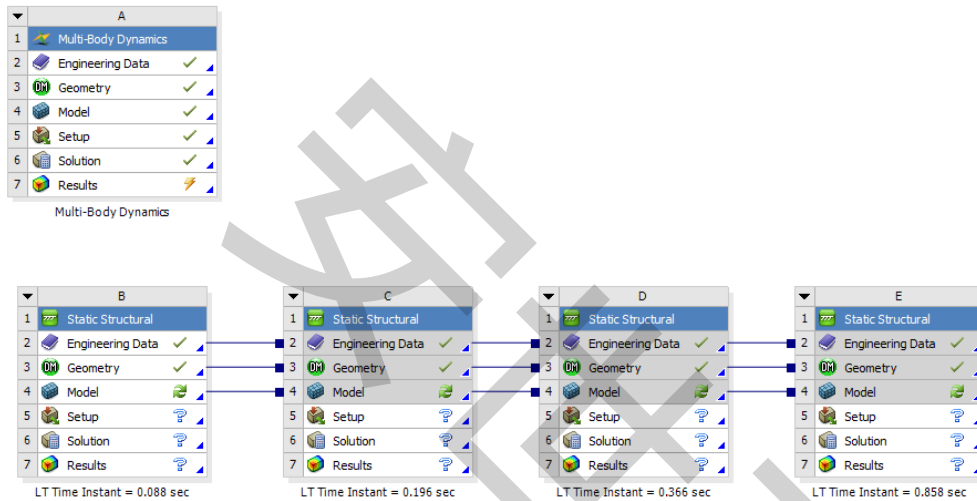 A
1 Multi-Body Dynamics
2 Engineering Data
3 DM Geometry
4 Model
5 Setup
6 Solution
7 Results
Multi-Body Dynamics
B
1 Static Structural
2 Engineering Data
3 DM Geometry
4 Model
5 Setup ?
6 Solution ?
7 Results ?
LT Time Instant = 0.088 sec
C
1 Static Structural
2 Engineering Data
3 DM Geometry
4 Model
5 Setup ?
6 Solution ?
7 Results ?
LT Time Instant = 0.196 sec
D
1 Static Structural
2 Engineering Data
3 DM Geometry
4 Model
5 Setup ?
6 Solution ?
7 Results ?
LT Time Instant = 0.366 sec
E
1 Static Structural
2 Engineering Data
3 DM Geometry
4 Model
5 Setup ?
6 Solution ?
7 Results ?
LT Time Instant = 0.858 sec